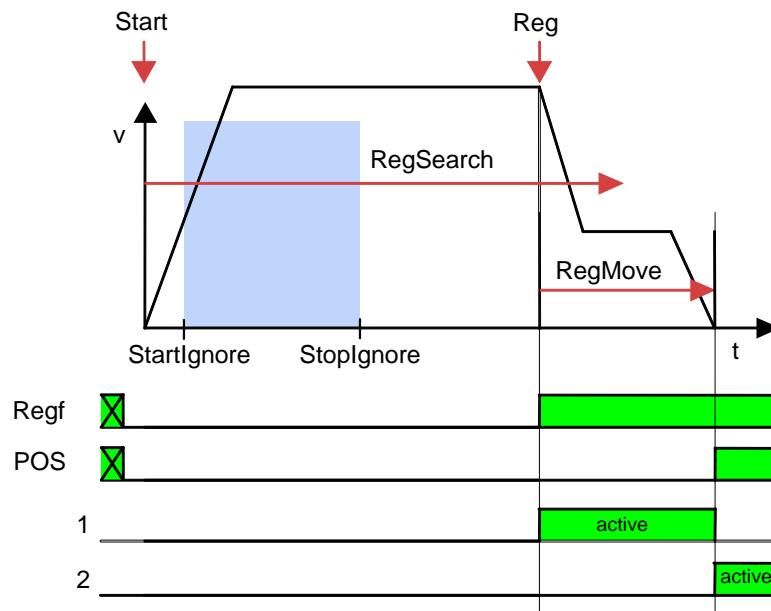 Start
Reg
v
RegSearch
RegMove
StartIgnore
StopIgnore
t
Regf
POS
1
active
2
active